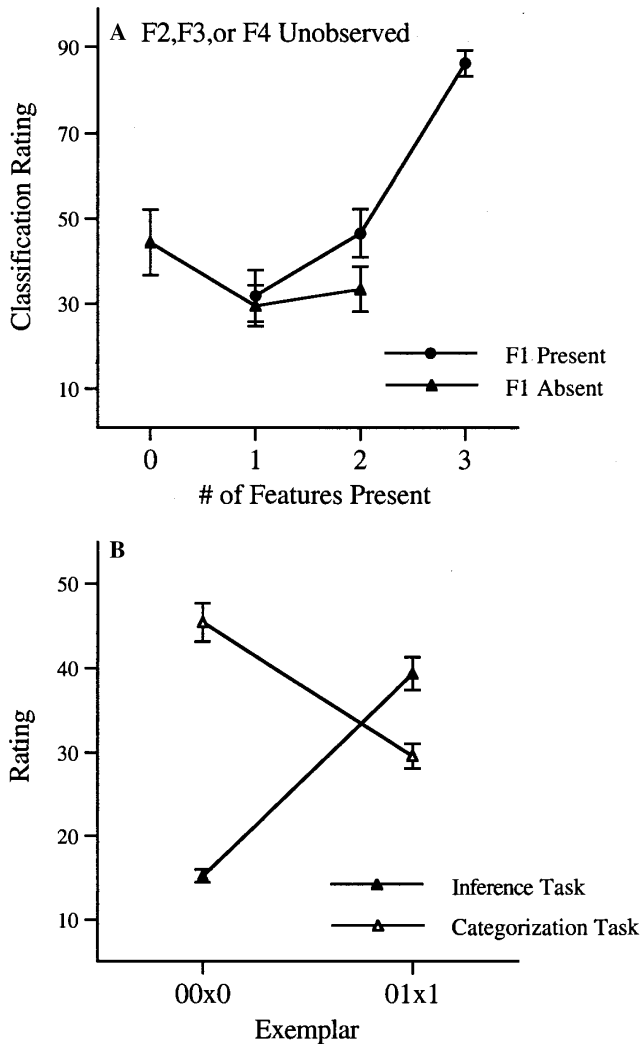 A F2,F3,or F4 Unobserved
90
70
50
30
10
Classification Rating
F1 Present
F1 Absent
0 1 2 3
# of Features Present
B
50
40
30
20
10
Rating
Inference Task
Categorization Task
00x0 01x1
Exemplar